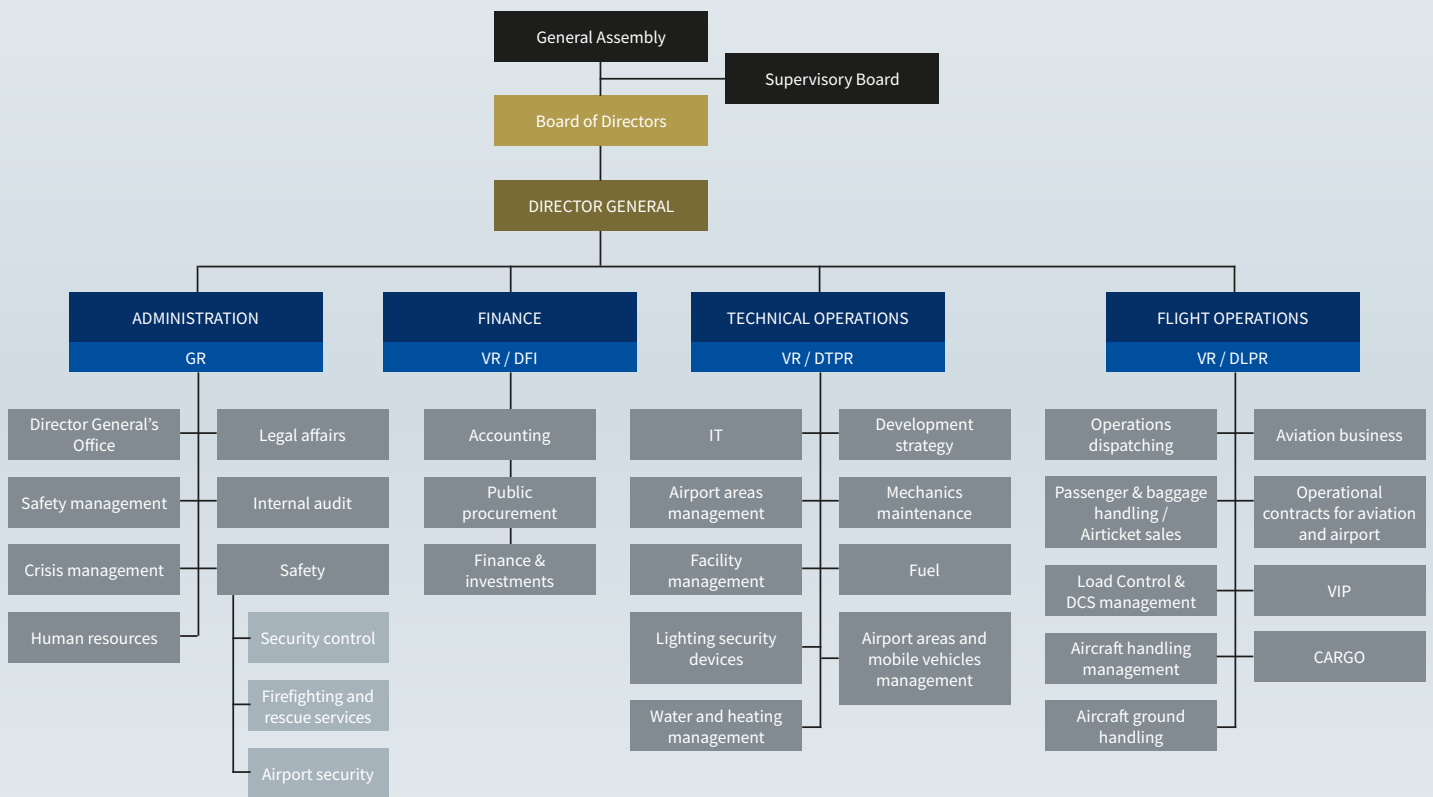 General Assembly
Supervisory Board
Board of Directors
DIRECTOR GENERAL
ADMINISTRATION
GR
Director General’s
Office
Legal affairs
Safety management
Internal audit
Crisis management
Safety
Human resources
Security control
Firefighting and
rescue services
Airport security
FINANCE
VR / DFI
Accounting
Public
procurement
Finance &
investments
TECHNICAL OPERATIONS
VR / DTPR
IT
Development
strategy
Airport areas
management
Mechanics
maintenance
Facility
management
Fuel
Lighting security
devices
Airport areas and
mobile vehicles
management
Water and heating
management
FLIGHT OPERATIONS
VR / DLPR
Operations
dispatching
Aviation business
Passenger & baggage
handling /
Airticket sales
Operational
contracts for aviation
and airport
Load Control &
DCS management
VIP
Aircraft handling
management
CARGO
Aircraft ground
handling